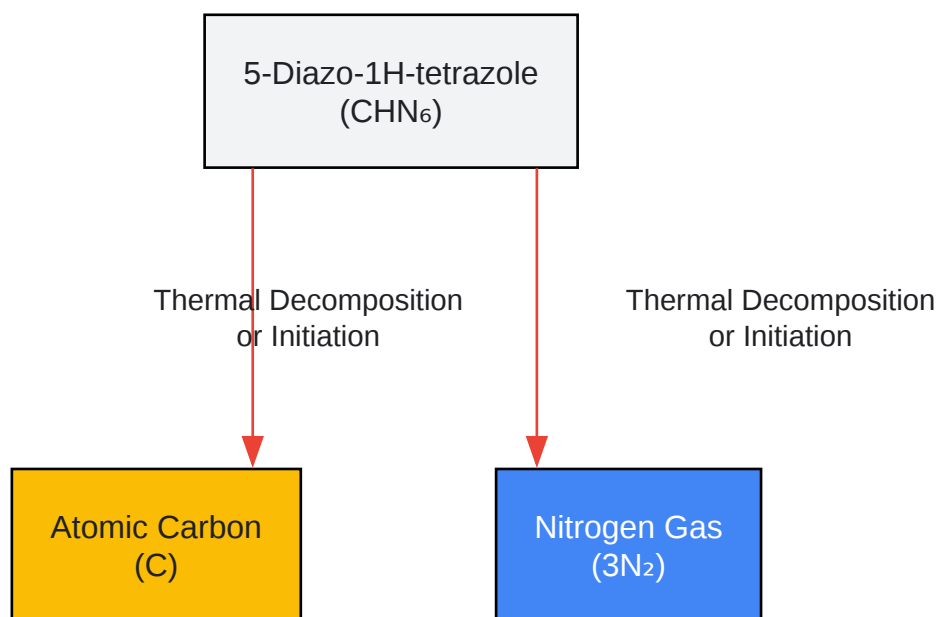 5-Diazo-1H-tetrazole
(CHN₆)
Thermal Decomposition
or Initiation
Thermal Decomposition
or Initiation
Atomic Carbon
(C)
Nitrogen Gas
(3N₂)